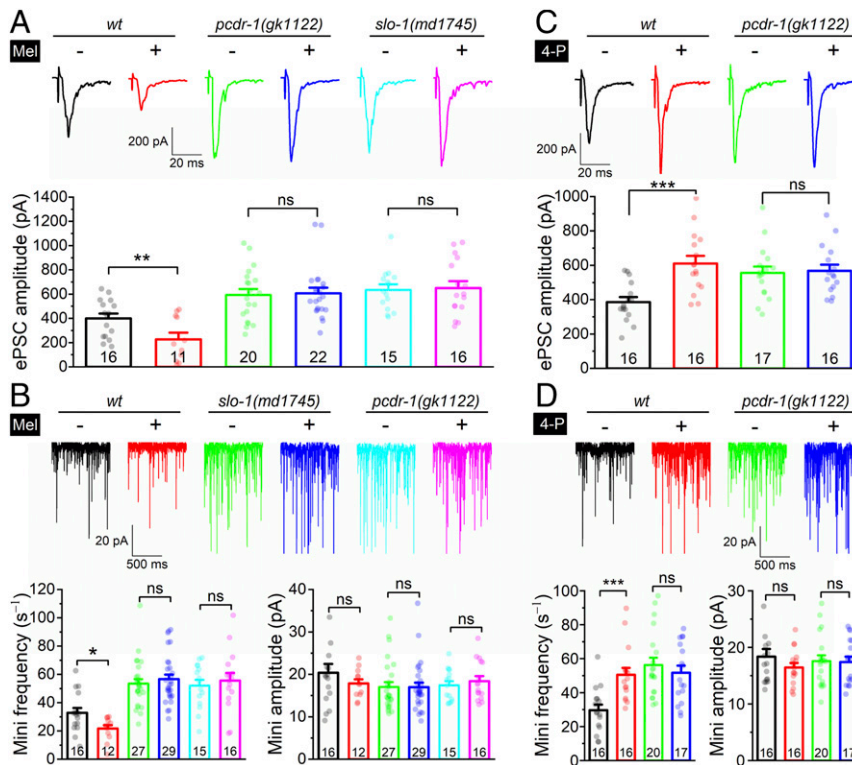 A
wt
pcdr-1(gk1122)
slo-1(md1745)
Mel
-
+
-
+
-
+
200 pA
20 ms
ePSC amplitude (pA)
1400
1200
1000
800
600
400
200
0
**
ns
ns
16
11
20
22
15
16
B
wt
slo-1(md1745)
pcdr-1(gk1122)
Mel
-
+
-
+
-
+
20 pA
500 ms
Mini frequency (s⁻¹)
120
100
80
60
40
20
0
*
ns
ns
16
12
27
29
15
16
Mini amplitude (pA)
40
30
20
10
0
ns
ns
ns
16
12
27
29
15
16
C
wt
pcdr-1(gk1122)
4-P
-
+
-
+
200 pA
20 ms
ePSC amplitude (pA)
1000
800
600
400
200
0
***
ns
16
16
17
16
D
wt
pcdr-1(gk1122)
4-P
-
+
-
+
20 pA
500 ms
Mini frequency (s⁻¹)
100
80
60
40
20
0
***
ns
16
16
20
17
Mini amplitude (pA)
30
20
10
0
ns
ns
16
16
20
17